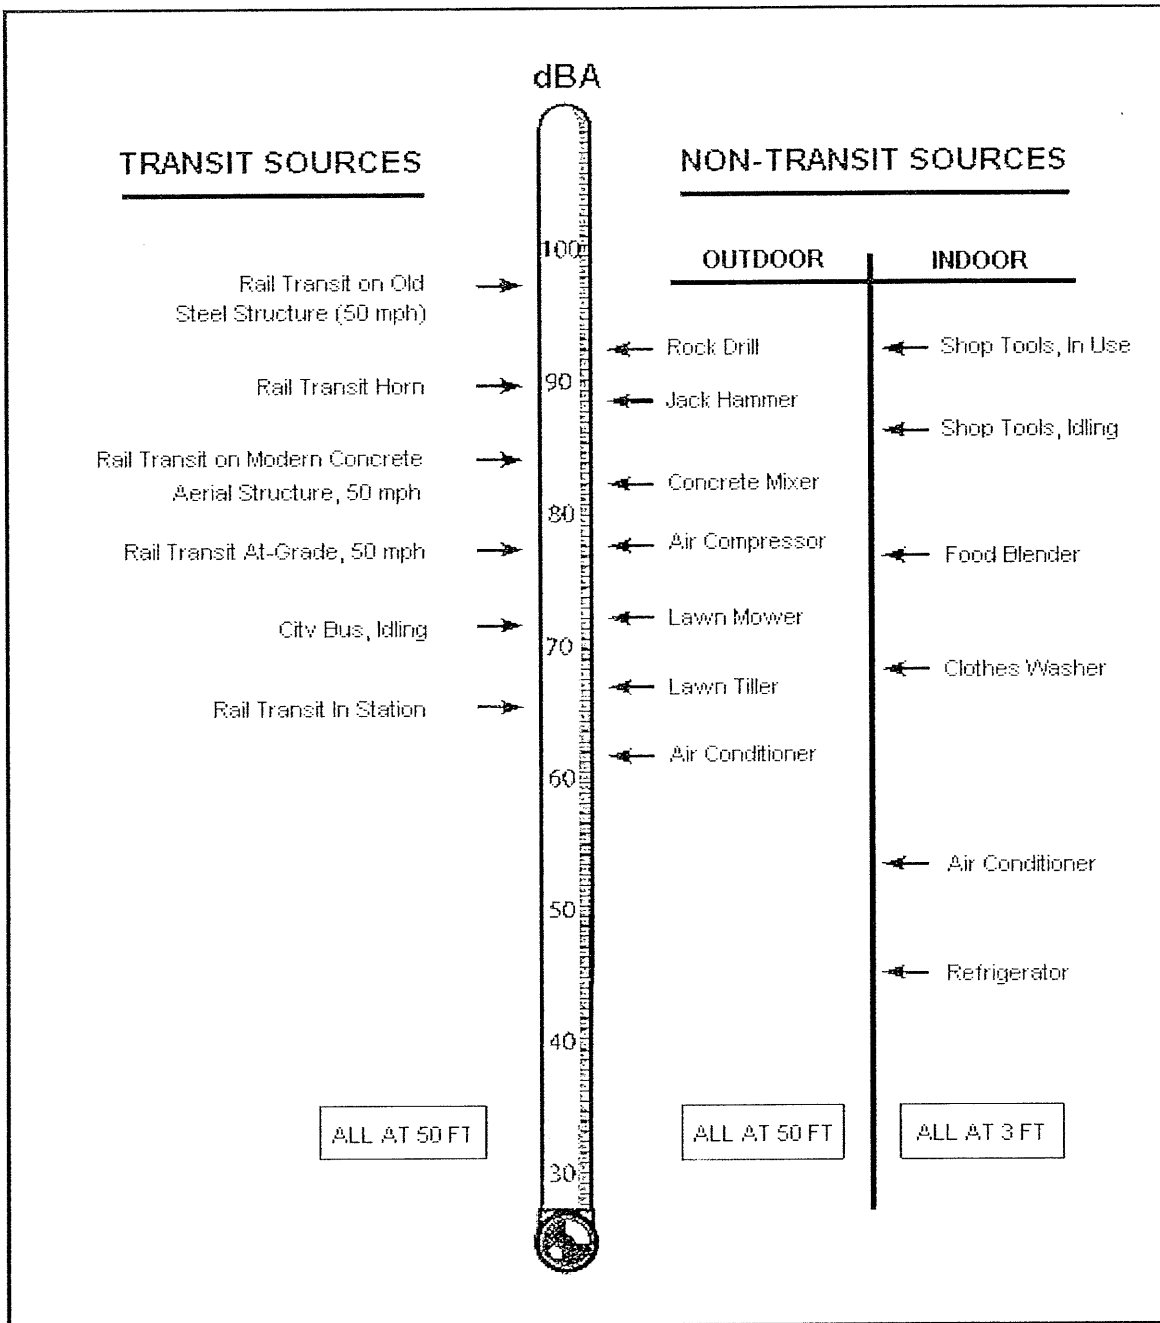 dBA
TRANSIT SOURCES
NON-TRANSIT SOURCES
OUTDOOR
INDOOR
100
90
80
70
60
50
40
30
Rail Transit on Old
Steel Structure (50 mph)
Rail Transit Horn
Rail Transit on Modern Concrete
Aerial Structure, 50 mph
Rail Transit At-Grade, 50 mph
City Bus, Idling
Rail Transit In Station
ALL AT 50 FT
Rock Drill
Jack Hammer
Concrete Mixer
Air Compressor
Lawn Mower
Lawn Tiller
Air Conditioner
ALL AT 50 FT
Shop Tools, In Use
Shop Tools, Idling
Food Blender
Clothes Washer
Air Conditioner
Refrigerator
ALL AT 3 FT